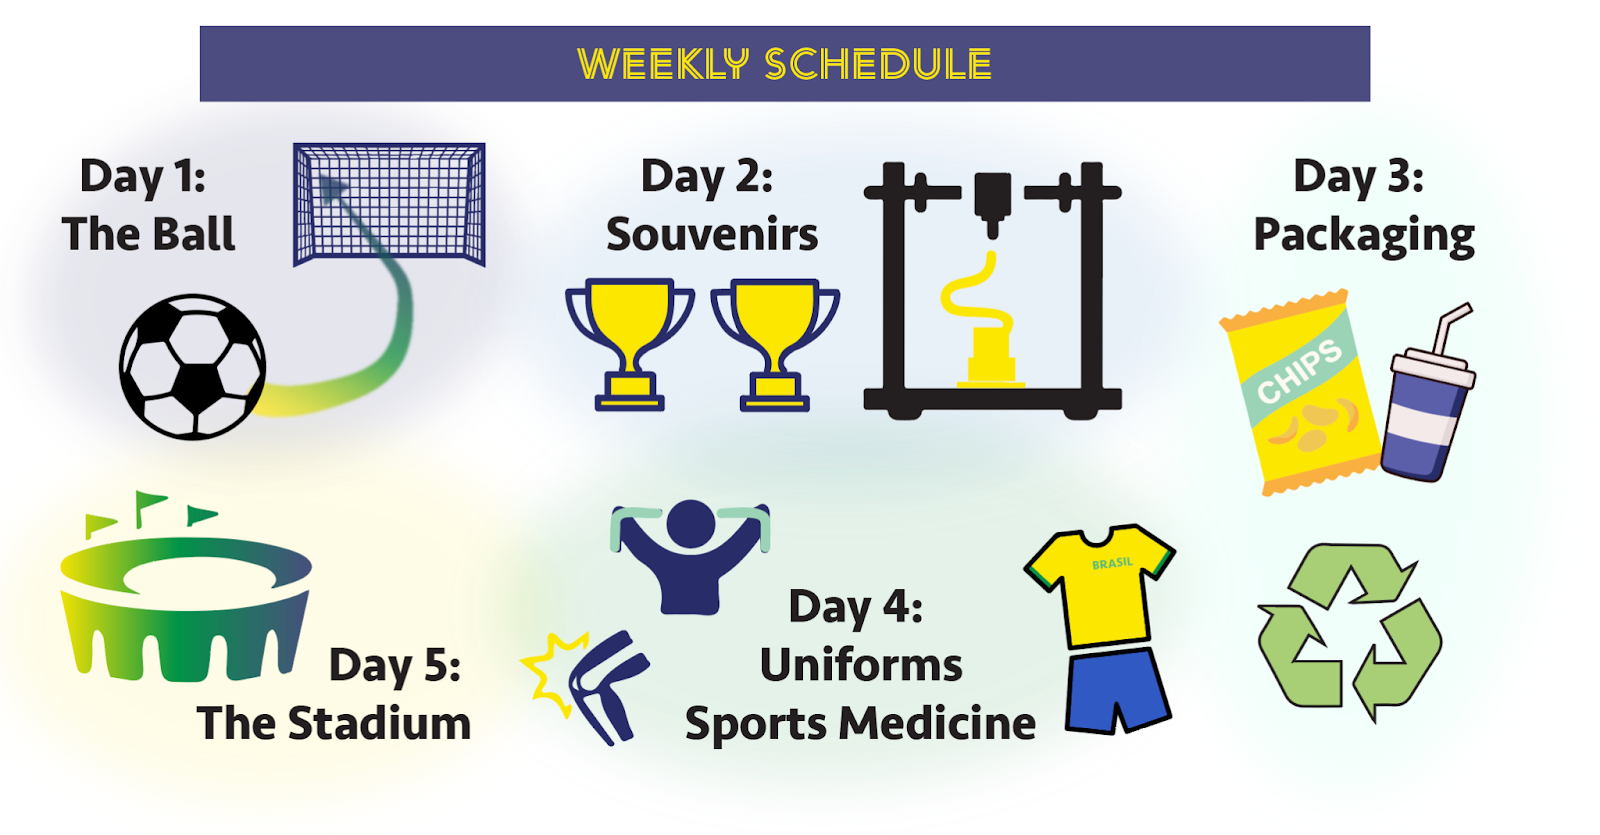 WEEKLY SCHEDULE
Day 1:
The Ball
Day 2:
Souvenirs
Day 3:
Packaging
CHIPS
Day 4:
Uniforms
Sports Medicine
BRASIL
Day 5:
The Stadium